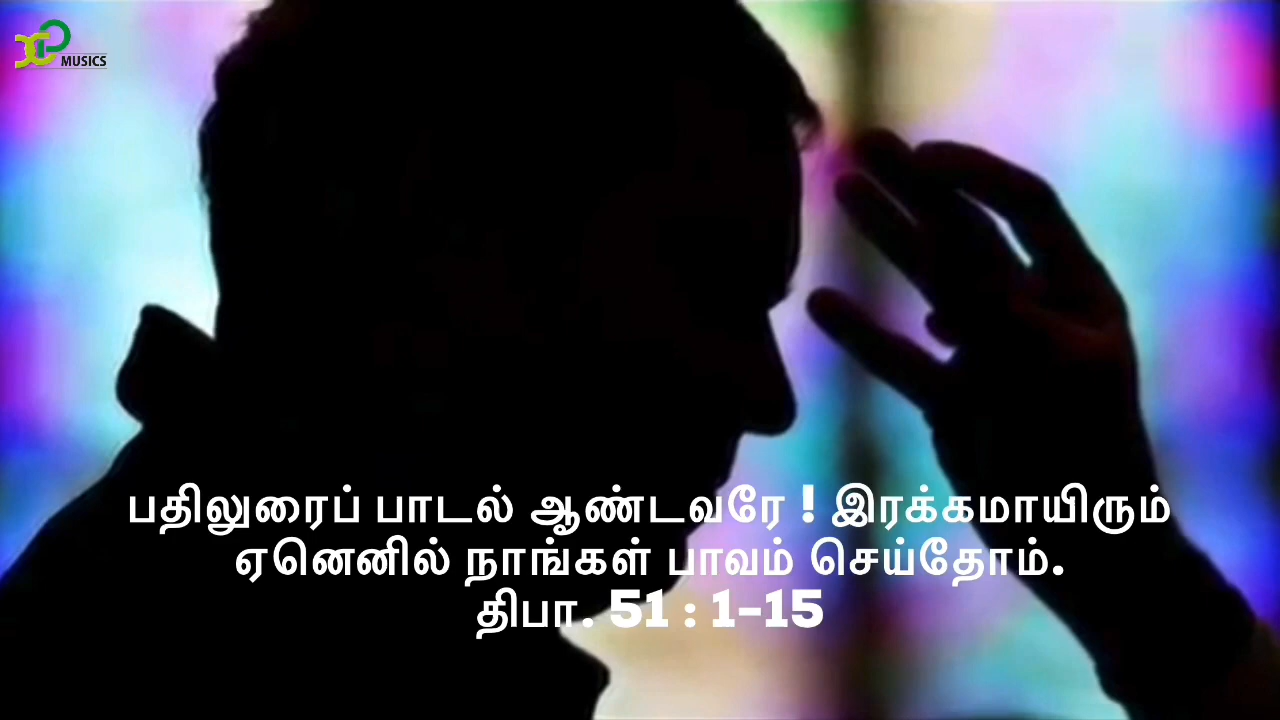 MUSICS
பதிலுரைப் பாடல் ஆண்டவரே ! இரக்கமாயிரும்
ஏனெனில் நாங்கள் பாவம் செய்தோம்.
திபா. 51 : 1-15